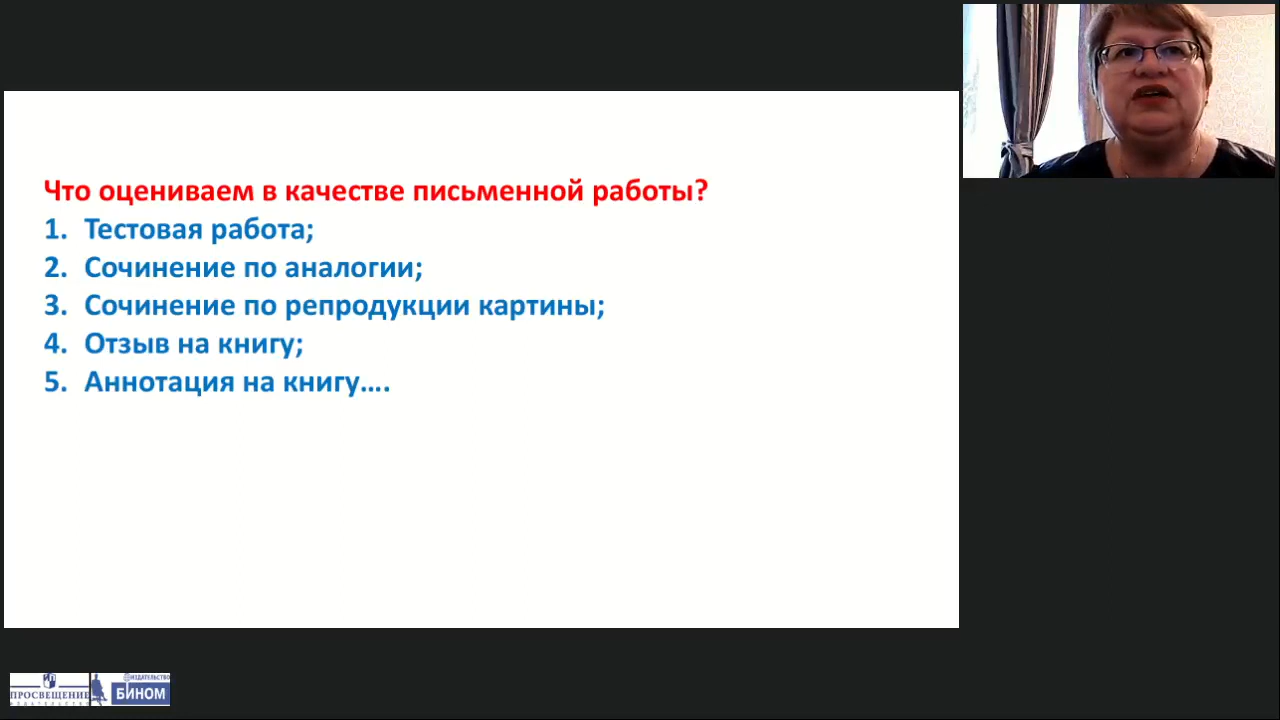 Что оцениваем в качестве письменной работы?
1. Тестовая работа;
2. Сочинение по аналогии;
3. Сочинение по репродукции картины;
4. Отзыв на книгу;
5. Аннотация на книгу….
ПРОСВЕЩЕНИЕ
ИЗДАТЕЛЬСТВО
ИЗДАТЕЛЬСТВО
БИНОМ